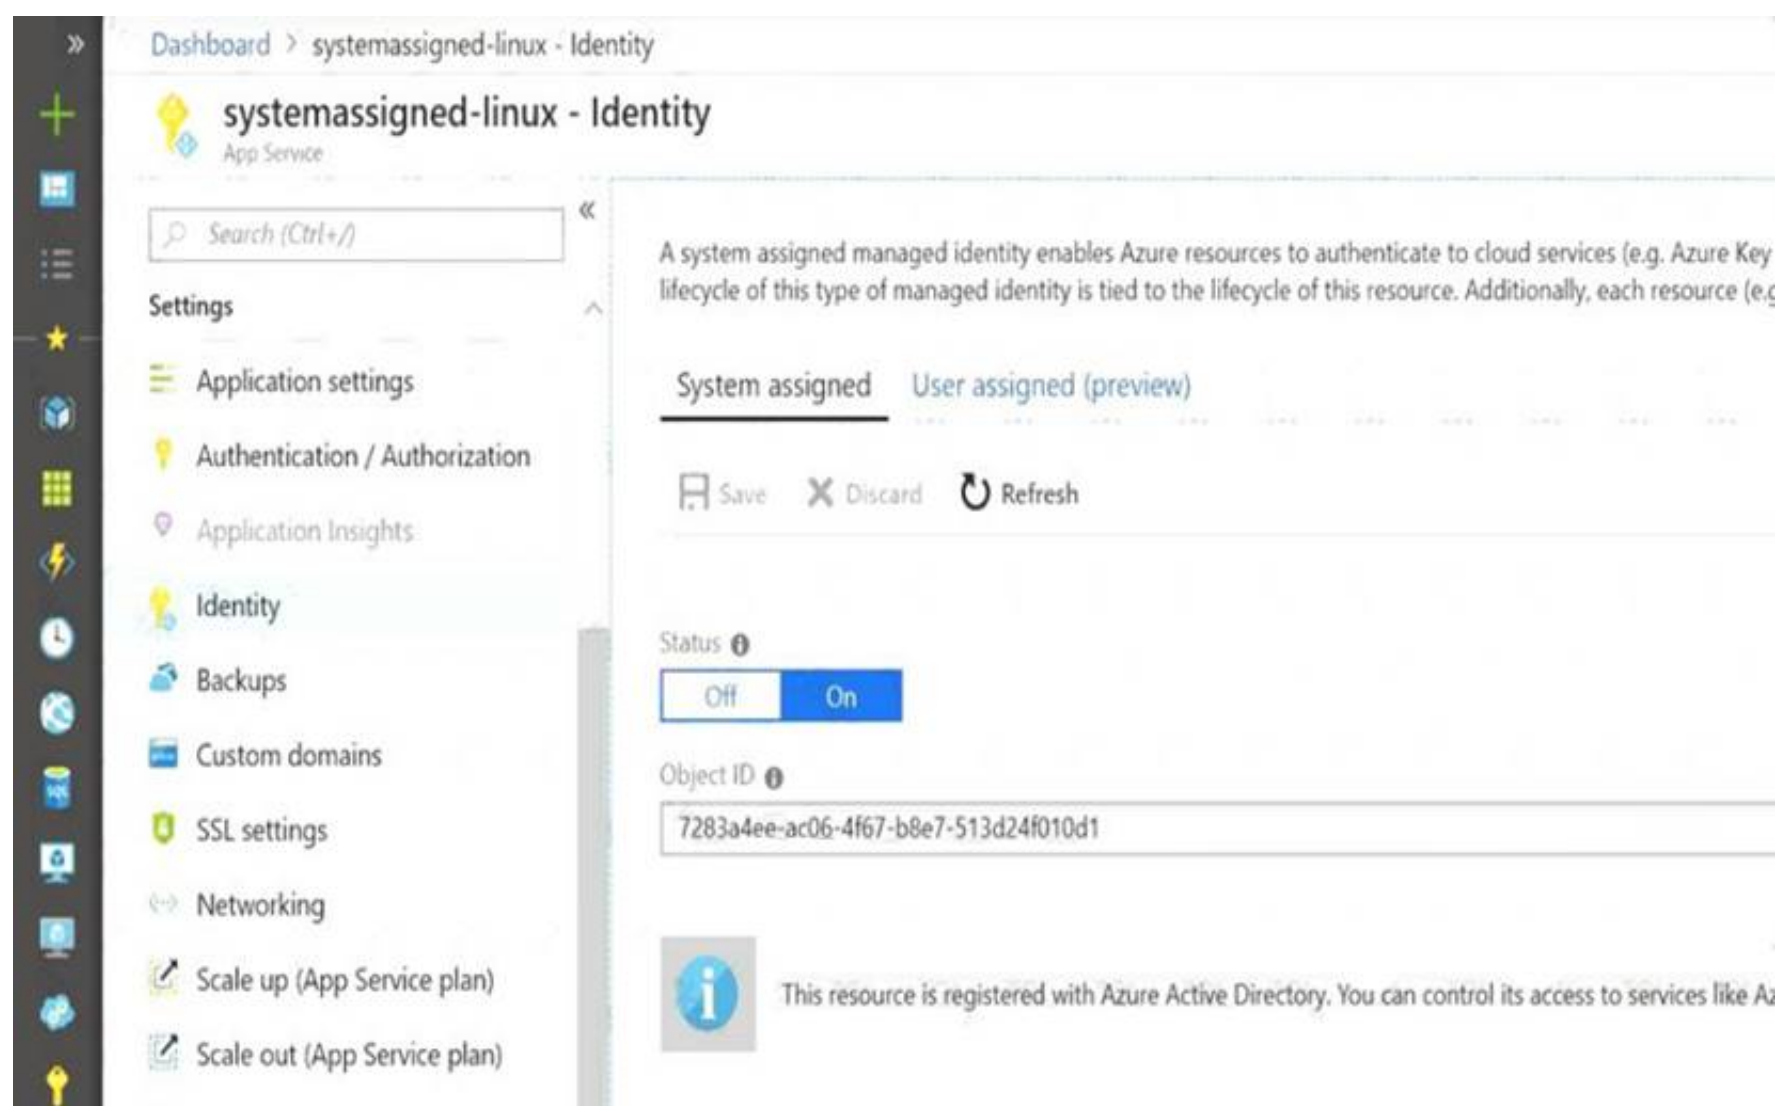 »
Dashboard > systemassigned-linux - Identity
systemassigned-linux - Identity
App Service
Search (Ctrl+/)
«
Settings
Application settings
Authentication / Authorization
Application Insights
Identity
Backups
Custom domains
SSL settings
Networking
Scale up (App Service plan)
Scale out (App Service plan)
A system assigned managed identity enables Azure resources to authenticate to cloud services (e.g. Azure Key
lifecycle of this type of managed identity is tied to the lifecycle of this resource. Additionally, each resource (e.g
System assigned User assigned (preview)
Save Discard Refresh
Status
Off On
Object ID
7283a4ee-ac06-4f67-b8e7-513d24f010d1
This resource is registered with Azure Active Directory. You can control its access to services like Az
SQL